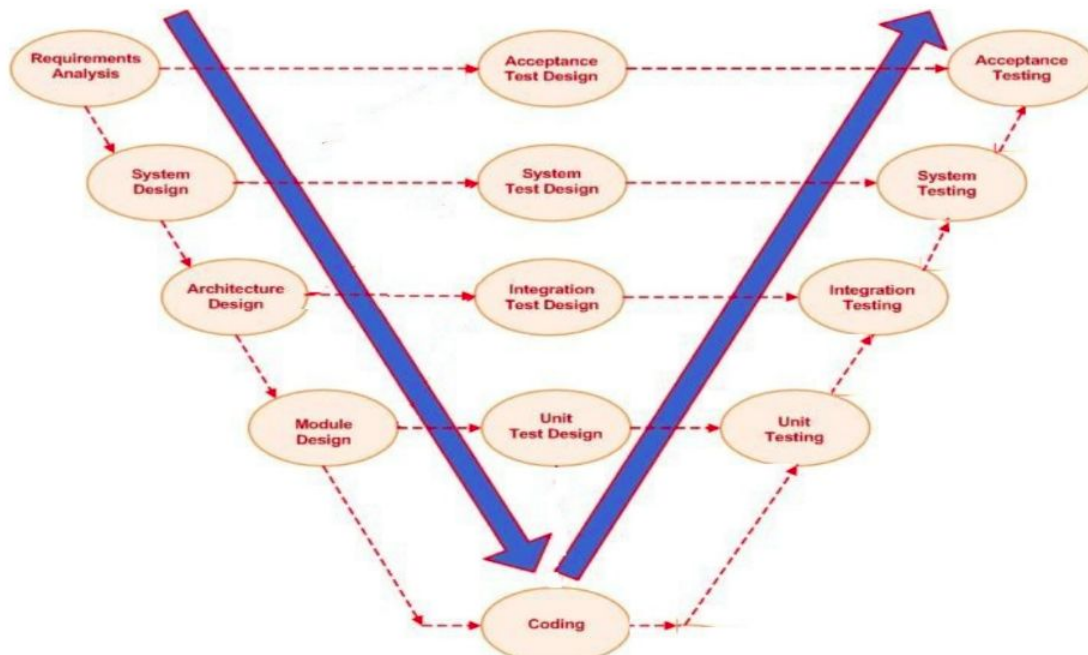 Requirements
Analysis
Acceptance
Test Design
Acceptance
Testing
System
Design
System
Test Design
System
Testing
Architecture
Design
Integration
Test Design
Integration
Testing
Module
Design
Unit
Test Design
Unit
Testing
Coding